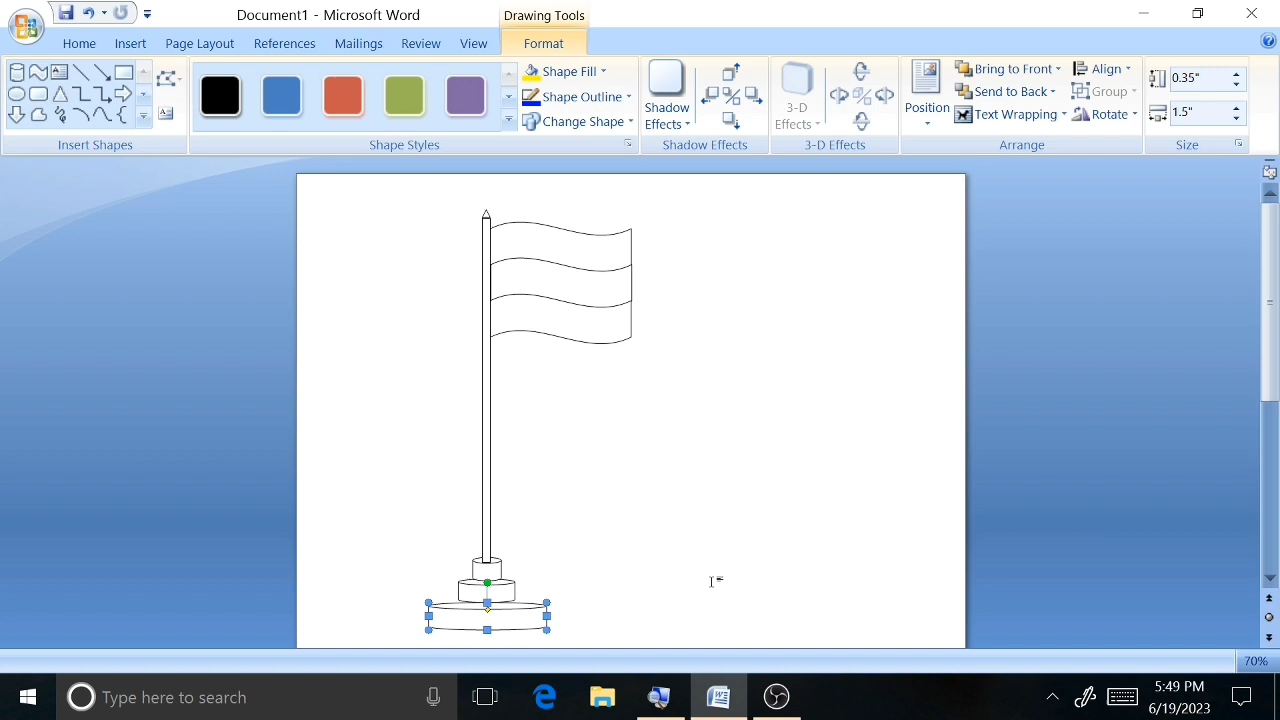 Document1 - Microsoft Word
Drawing Tools
Home Insert Page Layout References Mailings Review View Format
Shape Fill
Shape Outline
Change Shape
Shadow
Effects
3-D
Effects
Position
Bring to Front
Send to Back
Text Wrapping
Align
Group
Rotate
0.35"
1.5"
Insert Shapes Shape Styles Shadow Effects 3-D Effects Arrange Size
70%
Type here to search
5:49 PM
6/19/2023